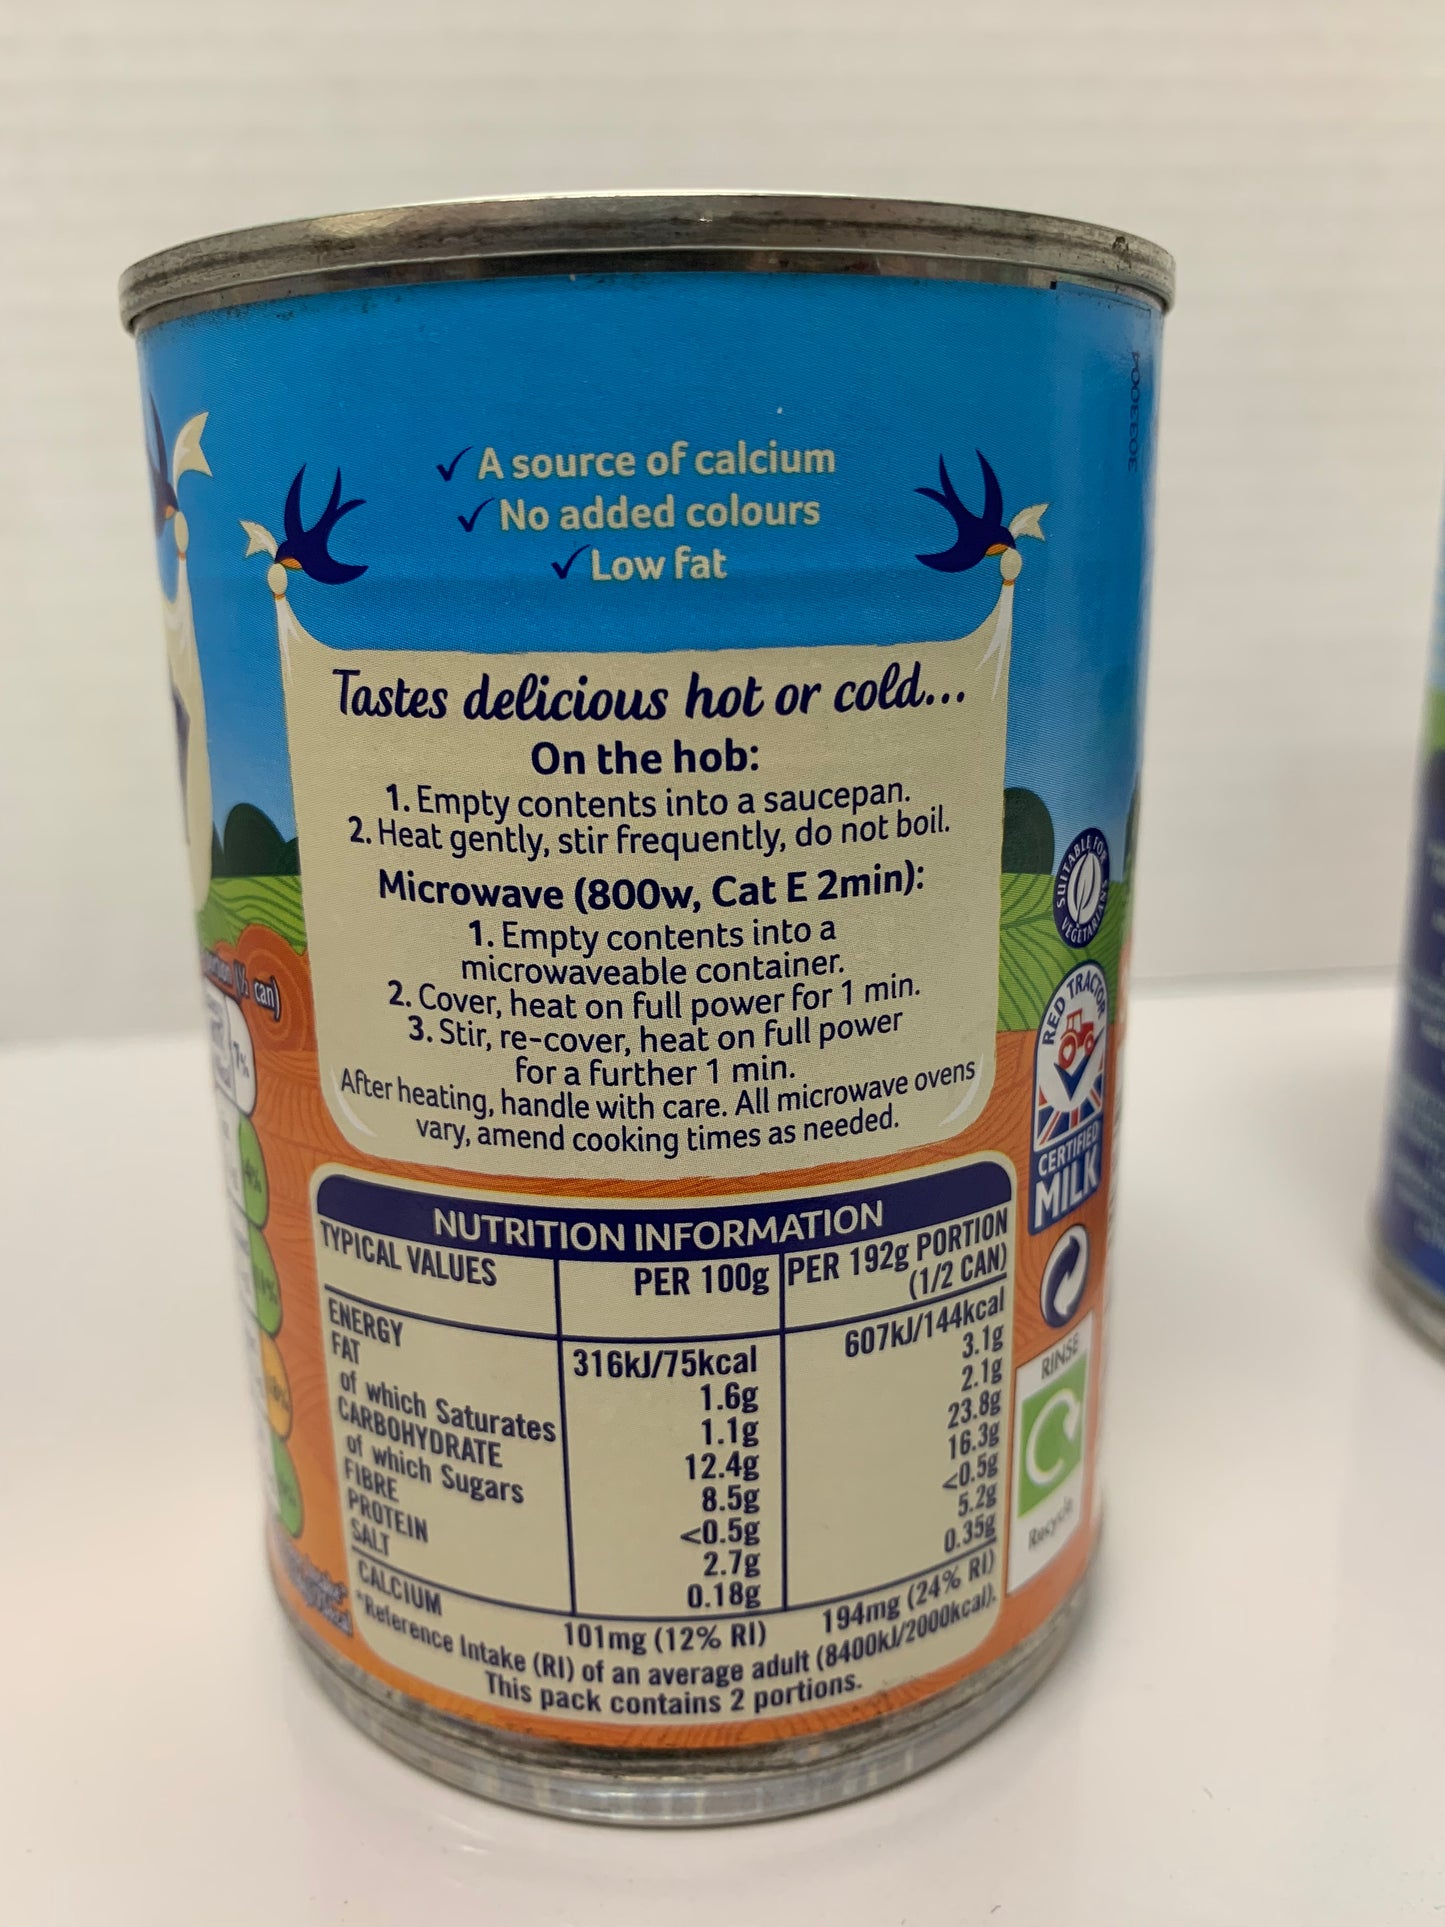 3033004
✓ A source of calcium
✓ No added colours
✓ Low fat
Tastes delicious hot or cold...
On the hob:
1. Empty contents into a saucepan.
2. Heat gently, stir frequently, do not boil.
Microwave (800w, Cat E 2min):
1. Empty contents into a
microwaveable container.
2. Cover, heat on full power for 1 min.
3. Stir, re-cover, heat on full power
for a further 1 min.
After heating, handle with care. All microwave ovens
vary, amend cooking times as needed.
SUITABLE FOR
VEGETARIANS
RED TRACTOR
CERTIFIED
MILK
(½ can)
7%
4%
NUTRITION INFORMATION
TYPICAL VALUES PER 100g PER 192g PORTION
(1/2 CAN)
ENERGY 316kJ/75kcal 607kJ/144kcal
FAT 1.6g 3.1g
of which Saturates 1.1g 2.1g
CARBOHYDRATE 12.4g 23.8g
of which Sugars 8.5g 16.3g
FIBRE <0.5g <0.5g
PROTEIN 2.7g 5.2g
SALT 0.18g 0.35g
CALCIUM 101mg (12% RI) 194mg (24% RI)
*Reference Intake (RI) of an average adult (8400kJ/2000kcal).
This pack contains 2 portions.
RINSE
Recycle